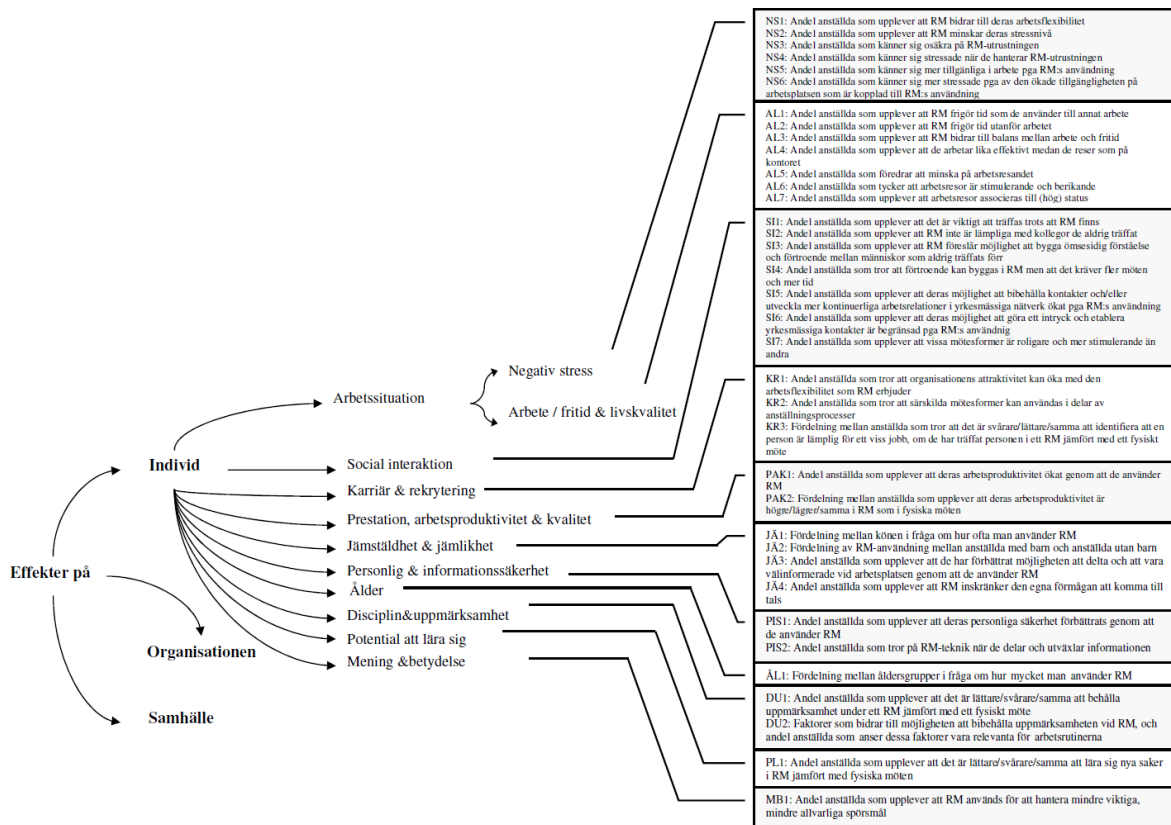 NS1: Andel anställda som upplever att RM bidrar till deras arbetsflexibilitet
NS2: Andel anställda som upplever att RM minskar deras stressnivå
NS3: Andel anställda som känner sig osäkra på RM-utrustningen
NS4: Andel anställda som känner sig stressade när de hanterar RM-utrustningen
NS5: Andel anställda som känner sig mer tillgänliga i arbete pga RM:s användning
NS6: Andel anställda som känner sig mer stressade pga av den ökade tillgängligheten på
arbetsplatsen som är kopplad till RM:s användning
AL1: Andel anställda som upplever att RM frigör tid som de använder till annat arbete
AL2: Andel anställda som upplever att RM frigör tid utanför arbetet
AL3: Andel anställda som upplever att RM bidrar till balans mellan arbete och fritid
AL4: Andel anställda som upplever att de arbetar lika effektivt medan de reser som på
kontoret
AL5: Andel anställda som föredrar att minska på arbetsresandet
AL6: Andel anställda som tycker att arbetsresor är stimulerande och berikande
AL7: Andel anställda som upplever att arbetsresor associeras till (hög) status
SI1: Andel anställda som upplever att det är viktigt att träffas trots att RM finns
SI2: Andel anställda som upplever att RM inte är lämpliga med kollegor de aldrig träffat
SI3: Andel anställda som upplever att RM föreslår möjlighet att bygga ömsesidig förståelse
och förtroende mellan människor som aldrig träffats förr
SI4: Andel anställda som tror att förtroende kan byggas i RM men att det kräver fler möten
och mer tid
SI5: Andel anställda som upplever att deras möjlighet att bibehålla kontakter och/eller
utveckla mer kontinuerliga arbetsrelationer i yrkesmässiga nätverk ökat pga RM:s användning
SI6: Andel anställda som upplever att deras möjlighet att göra ett intryck och etablera
yrkesmässiga kontakter är begränsad pga RM:s användnig
SI7: Andel anställda som upplever att vissa mötesformer är roligare och mer stimulerande än
andra
KR1: Andel anställda som tror att organisationens attraktivitet kan öka med den
arbetsflexibilitet som RM erbjuder
KR2: Andel anställda som tror att särskilda mötesformer kan användas i delar av
anställningsprocesser
KR3: Fördelning mellan anställda som tror att det är svårare/lättare/samma att identifiera att en
person är lämplig för ett viss jobb, om de har träffat personen i ett RM jämfört med ett fysiskt
möte
PAK1: Andel anställda som upplever att deras arbetsproduktivitet ökat genom att de använder
RM
PAK2: Fördelning mellan anställda som upplever att deras arbetsproduktivitet är
högre/lägrer/samma i RM som i fysiska möten
JÄ1: Fördelning mellan könen i fråga om hur ofta man använder RM
JÄ2: Fördelning av RM-användning mellan anställda med barn och anställda utan barn
JÄ3: Andel anställda som upplever att de har förbättrat möjligheten att delta och att vara
välinformerade vid arbetsplatsen genom att de använder RM
JÄ4: Andel anställda som upplever att RM inskränker den egna förmågan att komma till
tals
PIS1: Andel anställda som upplever att deras personliga säkerhet förbättrats genom att
de använder RM
PIS2: Andel anställda som tror på RM-teknik när de delar och utväxlar informationen
ÅL1: Fördelning mellan åldersgrupper i fråga om hur mycket man använder RM
DU1: Andel anställda som upplever att det är lättare/svårare/samma att behålla
uppmärksamhet under ett RM jämfört med ett fysiskt möte
DU2: Faktorer som bidrar till möjligheten att bibehålla uppmärksamheten vid RM, och
andel anställda som anser dessa faktorer vara relevanta för arbetsrutinerna
PL1: Andel anställda som upplever att det är lättare/svårare/samma att lära sig nya saker
i RM jämfört med fysiska möten
MB1: Andel anställda som upplever att RM används för att hantera mindre viktiga,
mindre allvarliga spörsmål
Negativ stress
Arbetssituation
Arbete / fritid & livskvalitet
Individ
Social interaktion
Karriär & rekrytering
Prestation, arbetsproduktivitet & kvalitet
Jämställdhet & jämlikhet
Personlig & informationssäkerhet
Effekter på
Ålder
Disciplin&uppmärksamhet
Potential att lära sig
Organisationen
Mening &betydelse
Samhälle